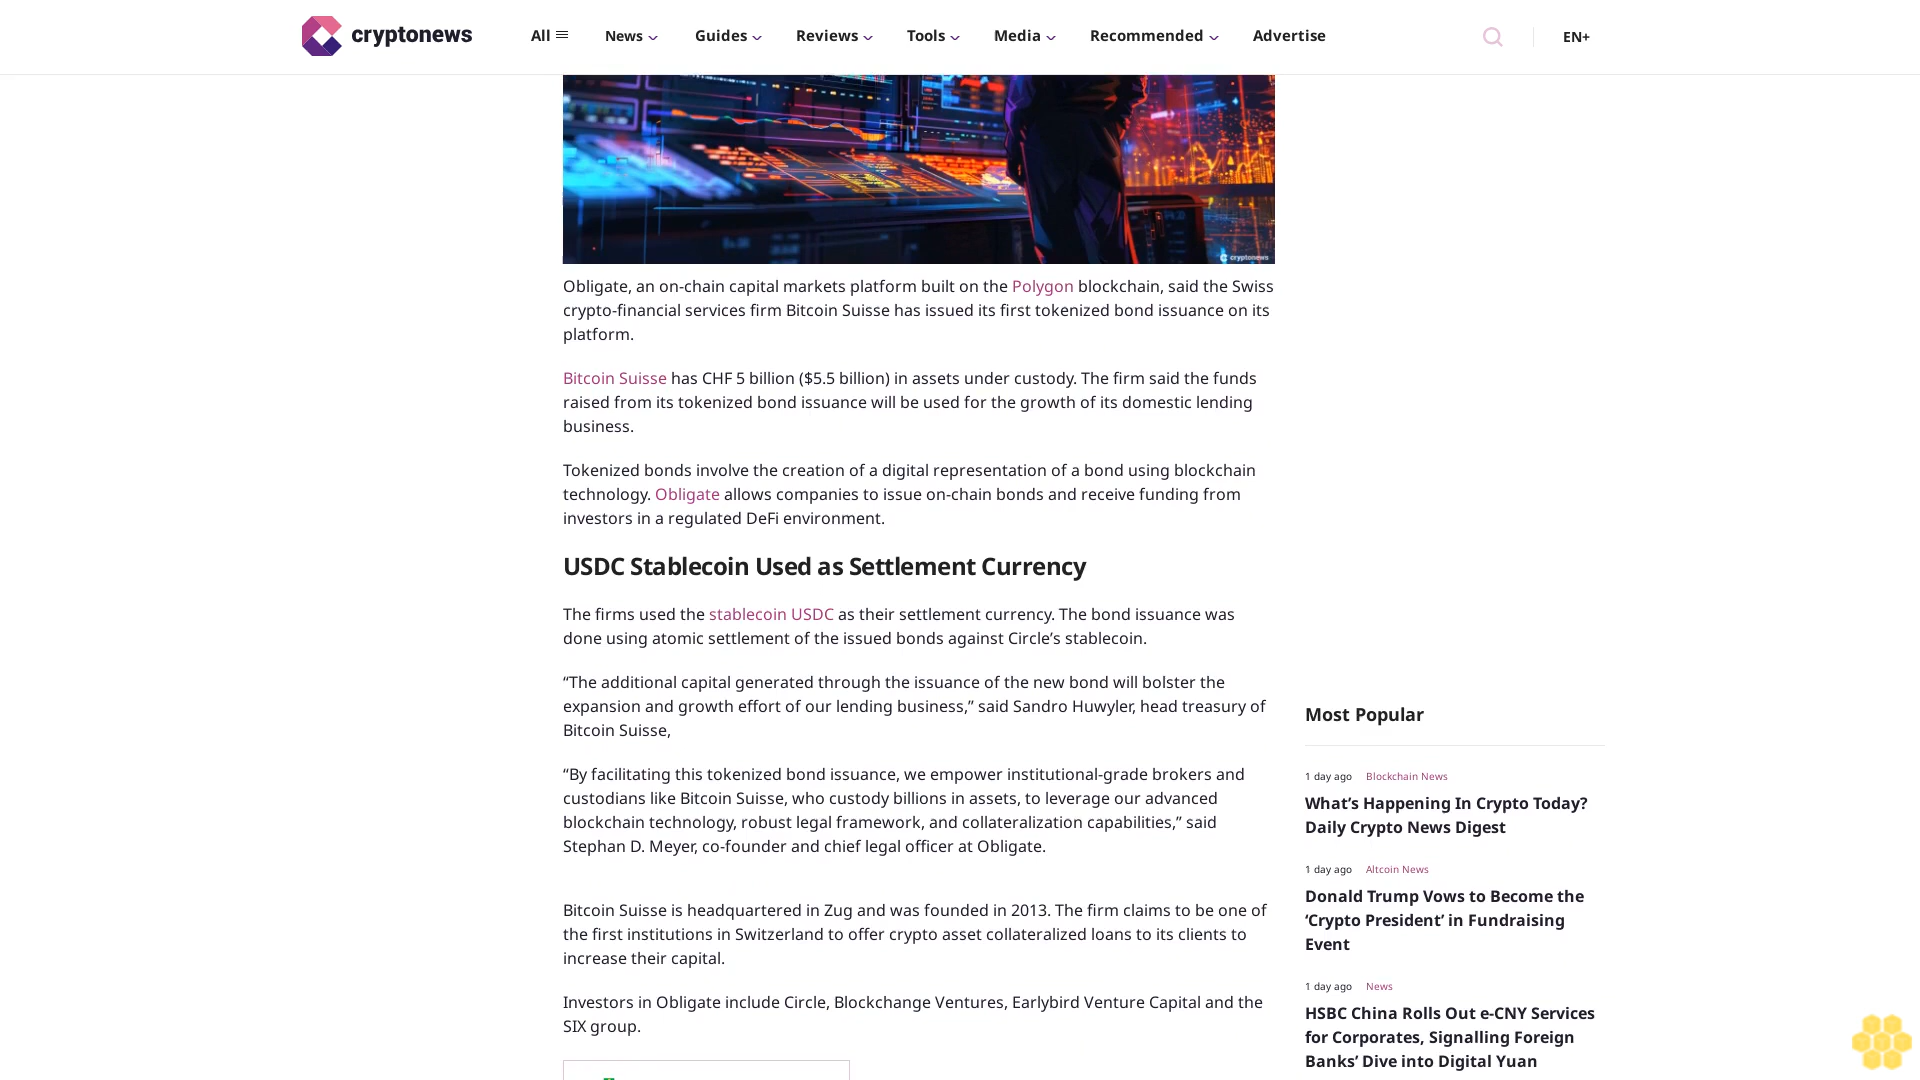 cryptonews
All
News
Guides
Reviews
Tools
Media
Recommended
Advertise
EN+
cryptonews
Obligate, an on-chain capital markets platform built on the Polygon blockchain, said the Swiss
crypto-financial services firm Bitcoin Suisse has issued its first tokenized bond issuance on its
platform.
Bitcoin Suisse has CHF 5 billion ($5.5 billion) in assets under custody. The firm said the funds
raised from its tokenized bond issuance will be used for the growth of its domestic lending
business.
Tokenized bonds involve the creation of a digital representation of a bond using blockchain
technology. Obligate allows companies to issue on-chain bonds and receive funding from
investors in a regulated DeFi environment.
USDC Stablecoin Used as Settlement Currency
The firms used the stablecoin USDC as their settlement currency. The bond issuance was
done using atomic settlement of the issued bonds against Circle’s stablecoin.
“The additional capital generated through the issuance of the new bond will bolster the
expansion and growth effort of our lending business,” said Sandro Huwyler, head treasury of
Bitcoin Suisse,
“By facilitating this tokenized bond issuance, we empower institutional-grade brokers and
custodians like Bitcoin Suisse, who custody billions in assets, to leverage our advanced
blockchain technology, robust legal framework, and collateralization capabilities,” said
Stephan D. Meyer, co-founder and chief legal officer at Obligate.
Bitcoin Suisse is headquartered in Zug and was founded in 2013. The firm claims to be one of
the first institutions in Switzerland to offer crypto asset collateralized loans to its clients to
increase their capital.
Investors in Obligate include Circle, Blockchange Ventures, Earlybird Venture Capital and the
SIX group.
Most Popular
1 day ago Blockchain News
What’s Happening In Crypto Today?
Daily Crypto News Digest
1 day ago Altcoin News
Donald Trump Vows to Become the
‘Crypto President’ in Fundraising
Event
1 day ago News
HSBC China Rolls Out e-CNY Services
for Corporates, Signalling Foreign
Banks’ Dive into Digital Yuan